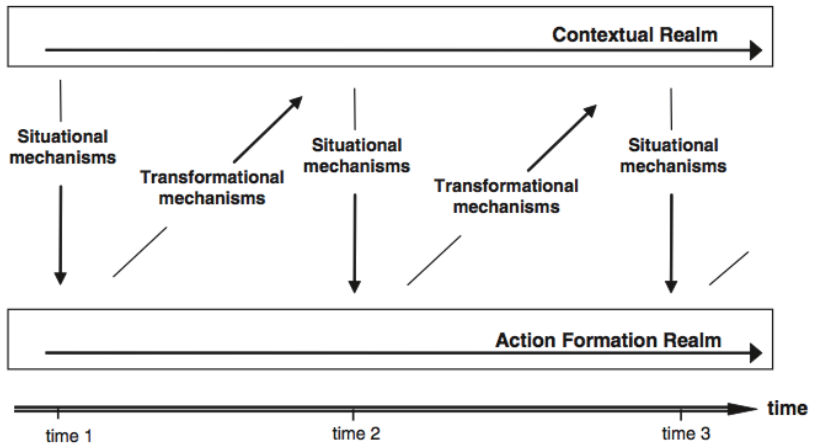 Contextual Realm
Situational
mechanisms
Transformational
mechanisms
Situational
mechanisms
Transformational
mechanisms
Situational
mechanisms
Action Formation Realm
time
time 1
time 2
time 3